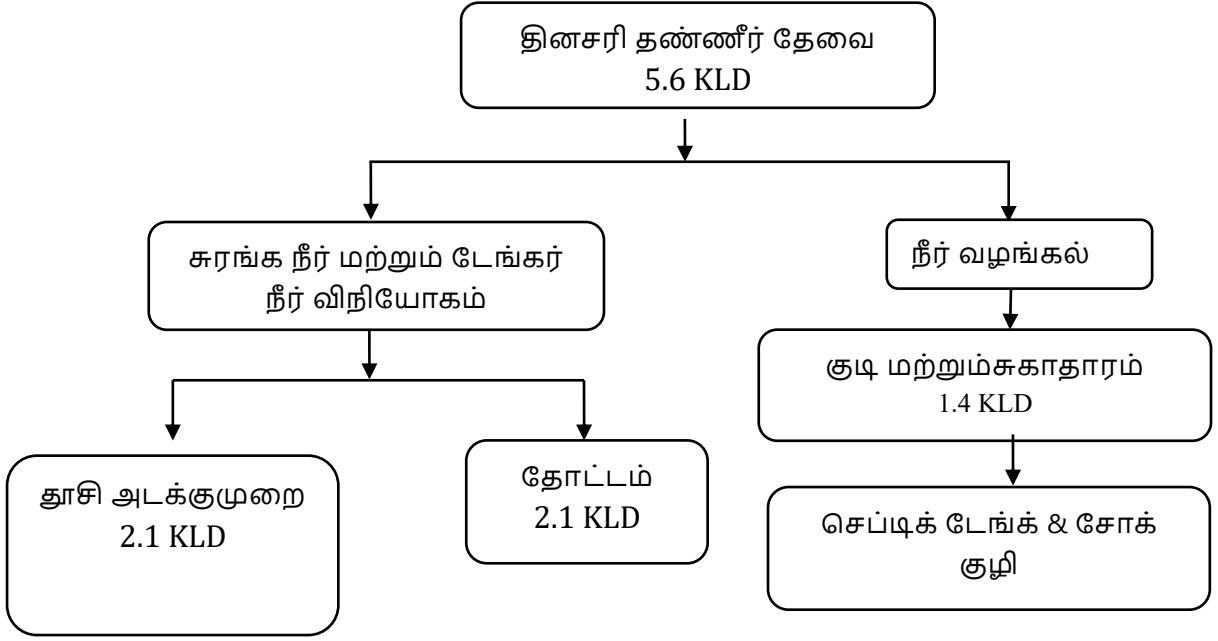 தினசரி தண்ணீர் தேவை
5.6 KLD
சுரங்க நீர் மற்றும் டேங்கர்
நீர் விநியோகம்
நீர் வழங்கல்
குடி மற்றும்சுகாதாரம்
1.4 KLD
தூசி அடக்குமுறை
2.1 KLD
தோட்டம்
2.1 KLD
செப்டிக் டேங்க் & சோக்
குழி